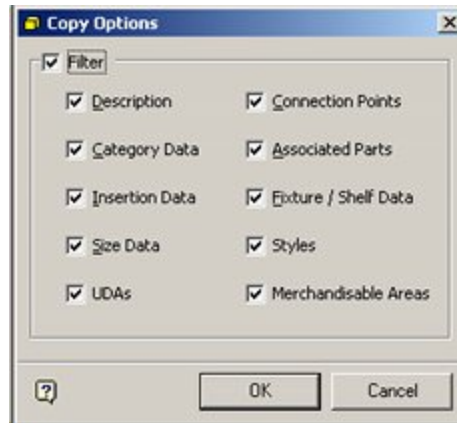 Copy Options
Filter
Description
Connection Points
Category Data
Associated Parts
Insertion Data
Fixture / Shelf Data
Size Data
Styles
UDAs
Merchandisable Areas
?
OK
Cancel